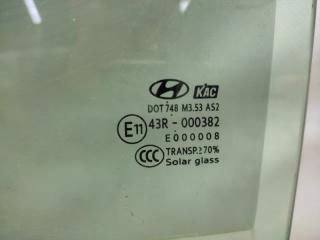 KAC
DOT 748 M3.53 AS2
E11 43R - 000382
E000008
CCC TRANSP.≥70%
Solar glass